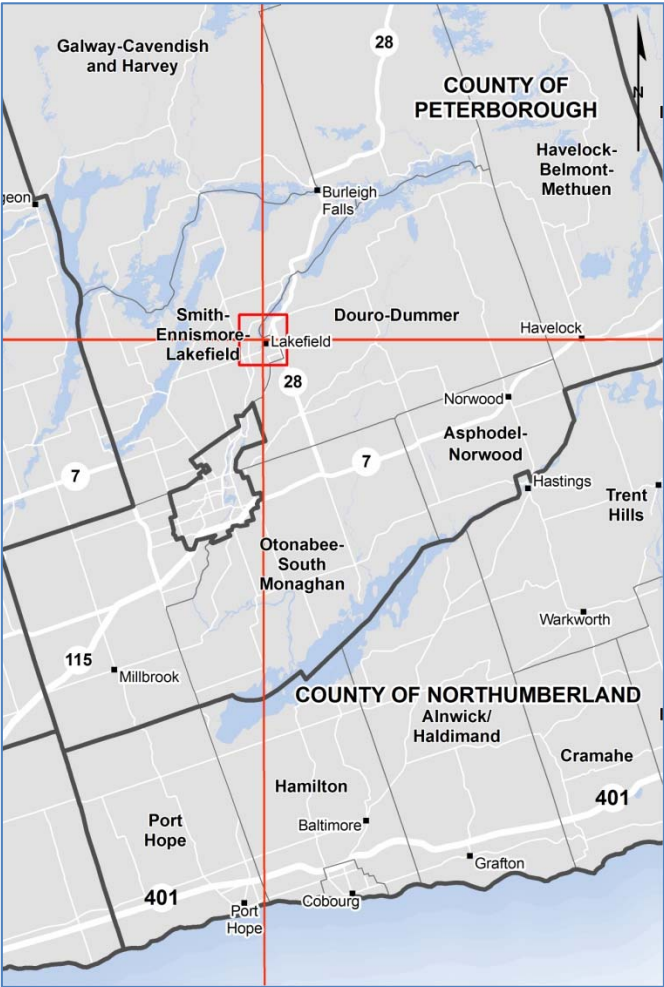 Galway-Cavendish
and Harvey
28
COUNTY OF
PETERBOROUGH
N
Havelock-
Belmont-
Methuen
geon
Burleigh
Falls
Smith-
Ennismore-
Lakefield
Douro-Dummer
Havelock
Lakefield
28
Norwood
Asphodel-
Norwood
7
7
Hastings
Trent
Hills
Otonabee-
South
Monaghan
Warkworth
115
Millbrook
COUNTY OF NORTHUMBERLAND
Alnwick/
Haldimand
Cramahe
Hamilton
401
Port
Hope
Baltimore
Grafton
401
Cobourg
Port
Hope